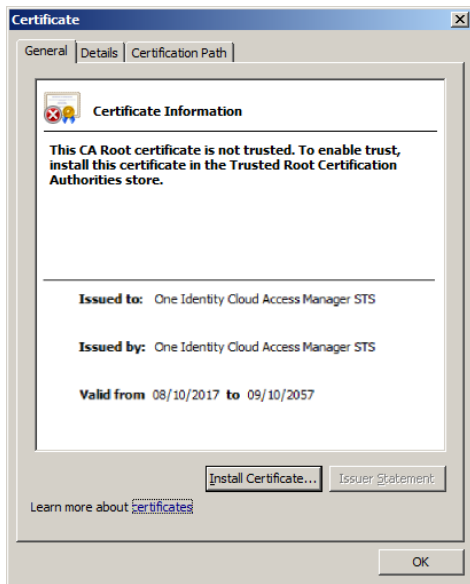 Certificate
General Details Certification Path
Certificate Information
This CA Root certificate is not trusted. To enable trust,
install this certificate in the Trusted Root Certification
Authorities store.
Issued to: One Identity Cloud Access Manager STS
Issued by: One Identity Cloud Access Manager STS
Valid from 08/10/2017 to 09/10/2057
Install Certificate... Issuer Statement
Learn more about certificates
OK